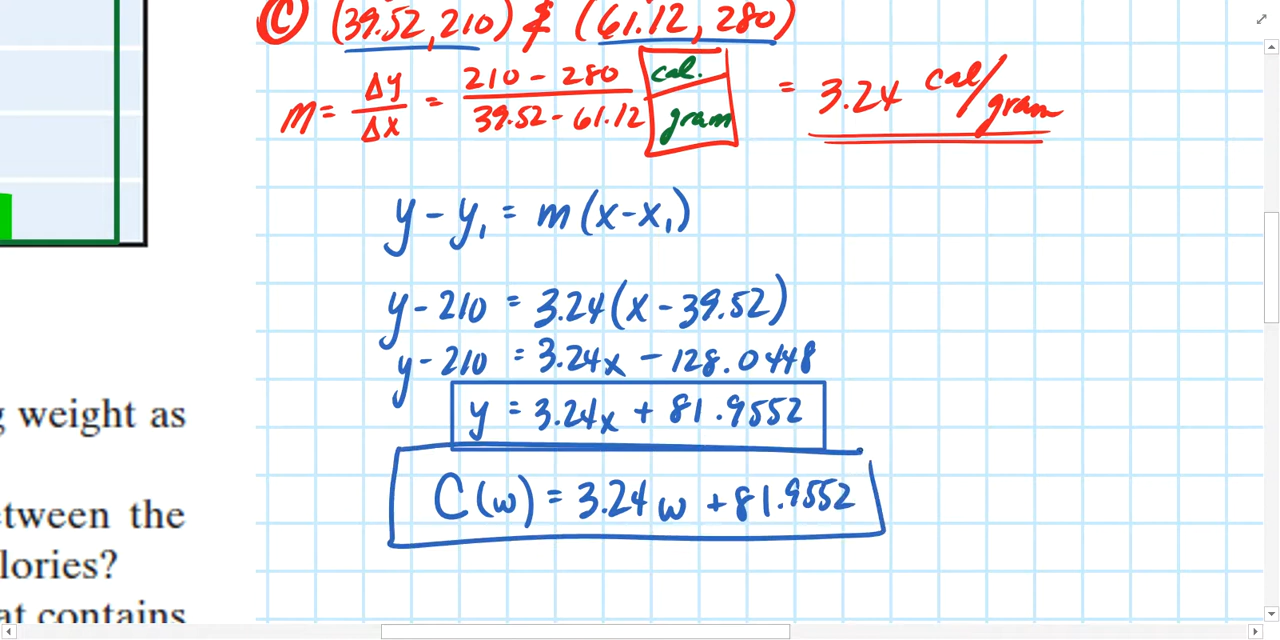 Ⓒ (39.52, 210) & (61.12, 280)
m = Δy/Δx = 210 - 280 / 39.52 - 61.12 cal. / gram = 3.24 cal/gram
y - y₁ = m(x - x₁)
y - 210 = 3.24(x - 39.52)
y - 210 = 3.24x - 128.0448
y = 3.24x + 81.9552
C(w) = 3.24w + 81.9552
g weight as
etween the
lories?
at contains